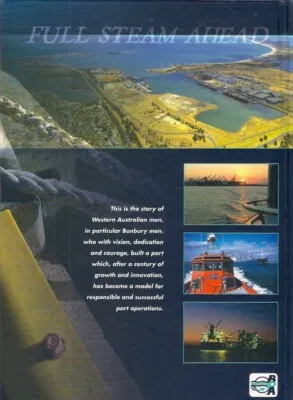 FULL STEAM AHEAD
This is the story of
Western Australian men,
in particular Bunbury men,
who with vision, dedication
and courage, built a port
which, after a century of
growth and innovation,
has become a model for
responsible and successful
port operations.